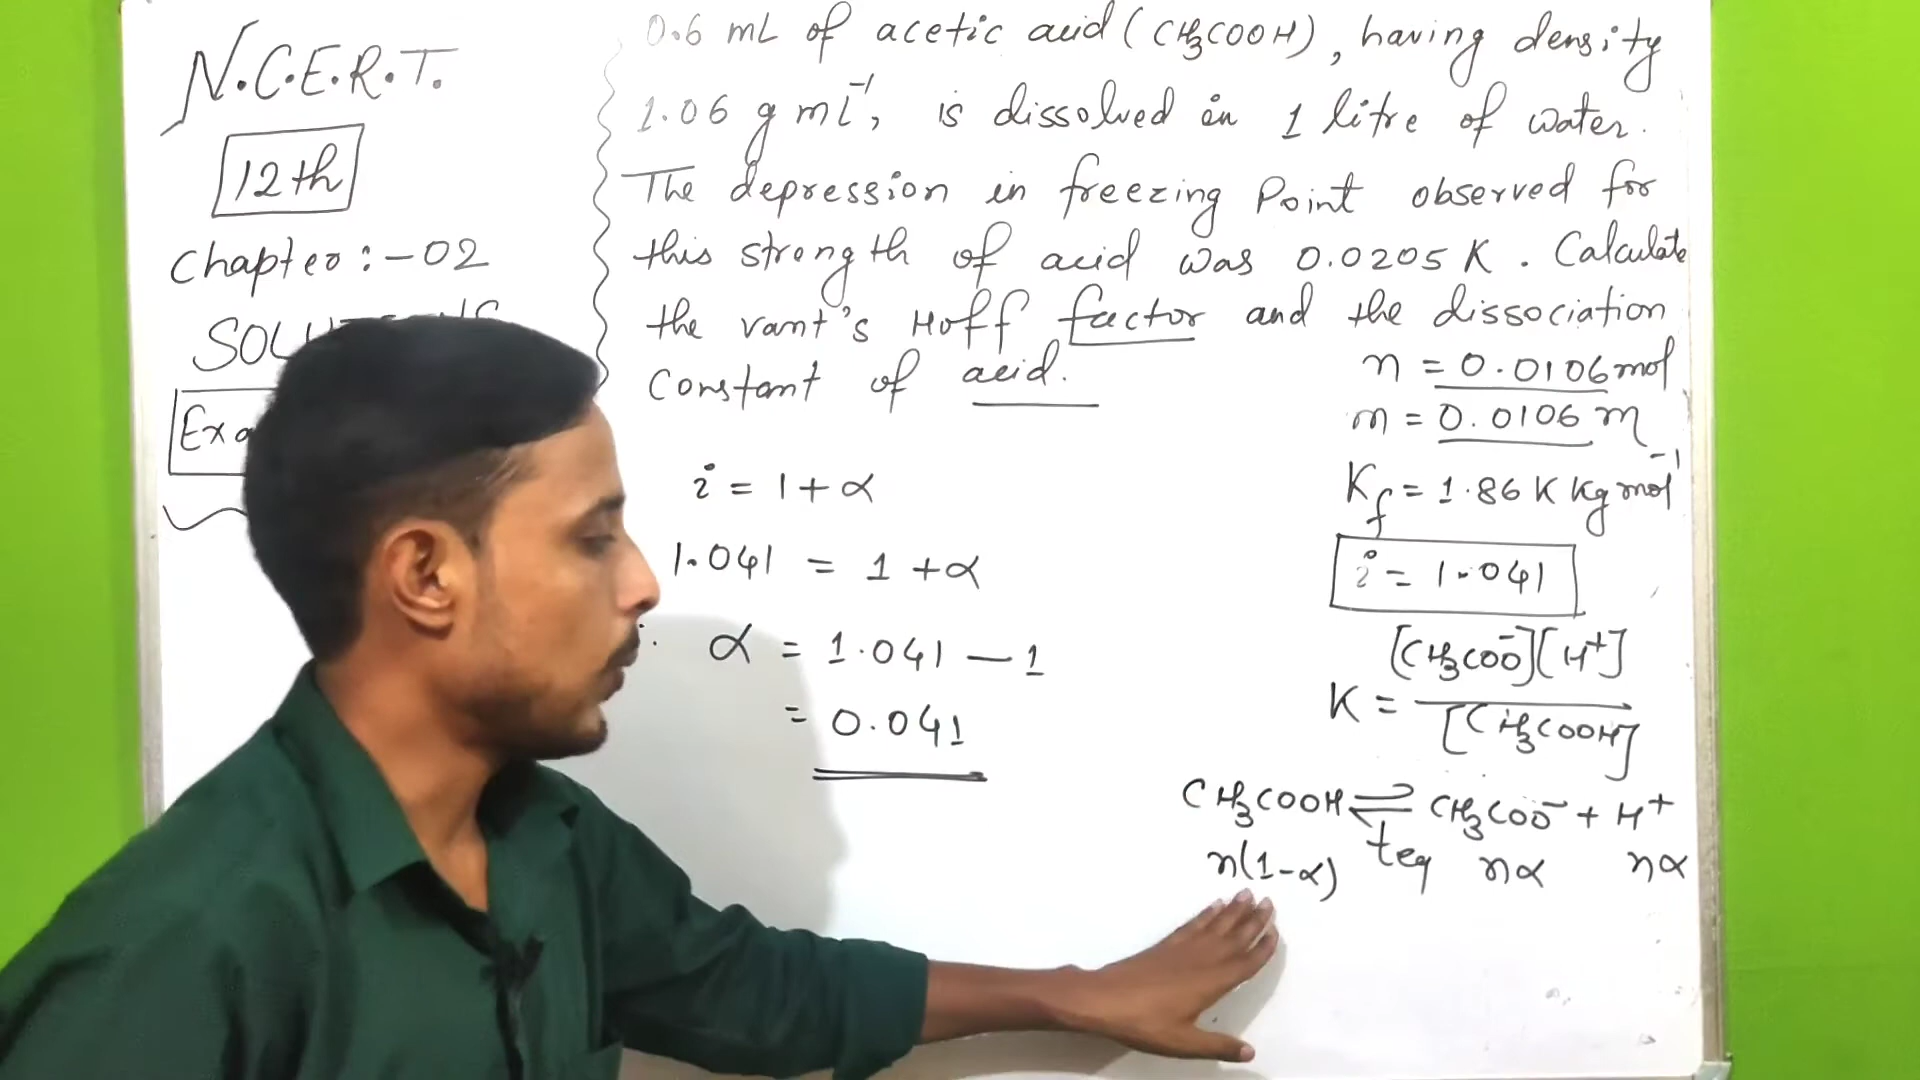 N.C.E.R.T.
12th
Chapter:-02
0.6 mL of acetic acid (CH₃COOH), having density
1.06 g mL⁻¹, is dissolved in 1 litre of water.
The depression in freezing Point observed for
this strength of acid was 0.0205 K. Calculate
the vant's Hoff factor and the dissociation
Constant of acid.
n = 0.0106 mol
m = 0.0106 m
K_f = 1.86 K Kg mol⁻¹
i = 1.041
K = [CH₃COO⁻][H⁺] / [CH₃COOH]
CH₃COOH ⇌ CH₃COO⁻ + H⁺
n(1-α) teq nα nα
i = 1+α
1.041 = 1+α
α = 1.041 - 1
= 0.041